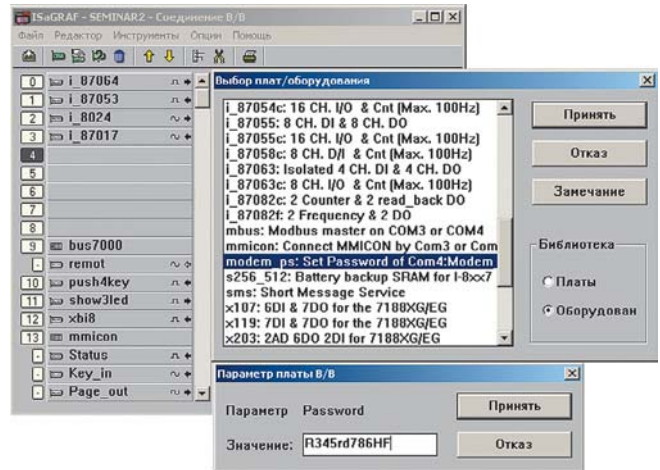 ISaGRAF - SEMINAR2 - Соединение В/В
Файл Редактор Инструменты Опции Помощь
0 i_87064
1 i_87053
2 i_8024
3 i_87017
4
5
6
7
8
9 bus7000
remot
10 push4key
11 show3led
12 xbi8
13 mmicon
Status
Key_in
Page_out
Выбор плат/оборудования
i_87054c: 16 CH. I/O & Cnt (Max. 100Hz)
i_87055: 8 CH. DI & 8 CH. DO
i_87055c: 16 CH. I/O & Cnt (Max. 100Hz)
i_87058c: 8 CH. D/I & Cnt (Max. 100Hz)
i_87063: Isolated 4 CH. DI & 4 CH. DO
i_87063c: 8 CH. I/O & Cnt (Max. 100Hz)
i_87082c: 2 Counter & 2 read_back DO
i_87082f: 2 Frequency & 2 DO
mbus: Modbus master on COM3 or COM4
mmicon: Connect MMICON by Com3 or Com
modem_ps: Set Password of Com4:Modem
s256_512: Battery backup SRAM for I-8xx7
sms: Short Message Service
x107: 6DI & 7DO for the 7188XG/EG
x119: 7DI & 7DO for the 7188XG/EG
x203: 2AD 6DO 2DI for 7188XG/EG
Принять
Отказ
Замечание
Библиотека
Платы
Оборудован
Параметр платы В/В
Параметр Password
Значение: R345rd786HF
Принять
Отказ